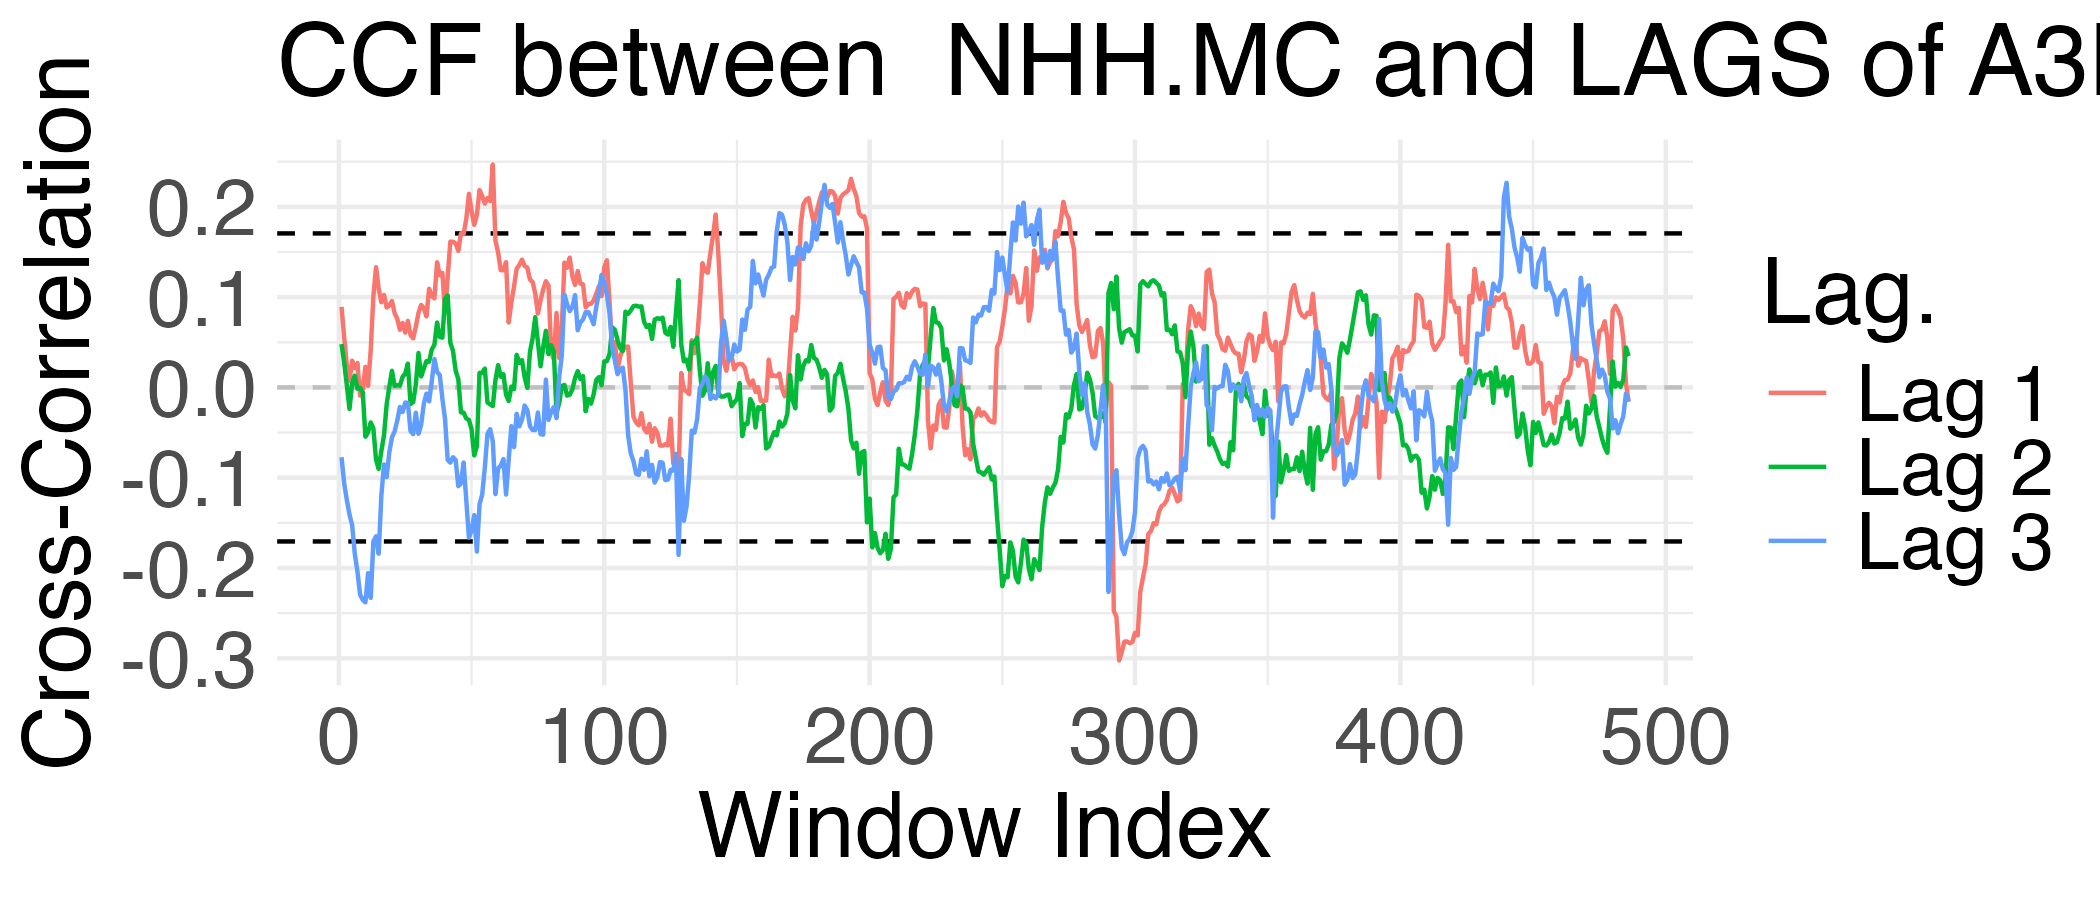 CCF between  NHH.MC and LAGS of A3
Cross-Correlation
0.2
0.1
0.0
-0.1
-0.2
-0.3
0 100 200 300 400 500
Window Index
Lag.
Lag 1
Lag 2
Lag 3